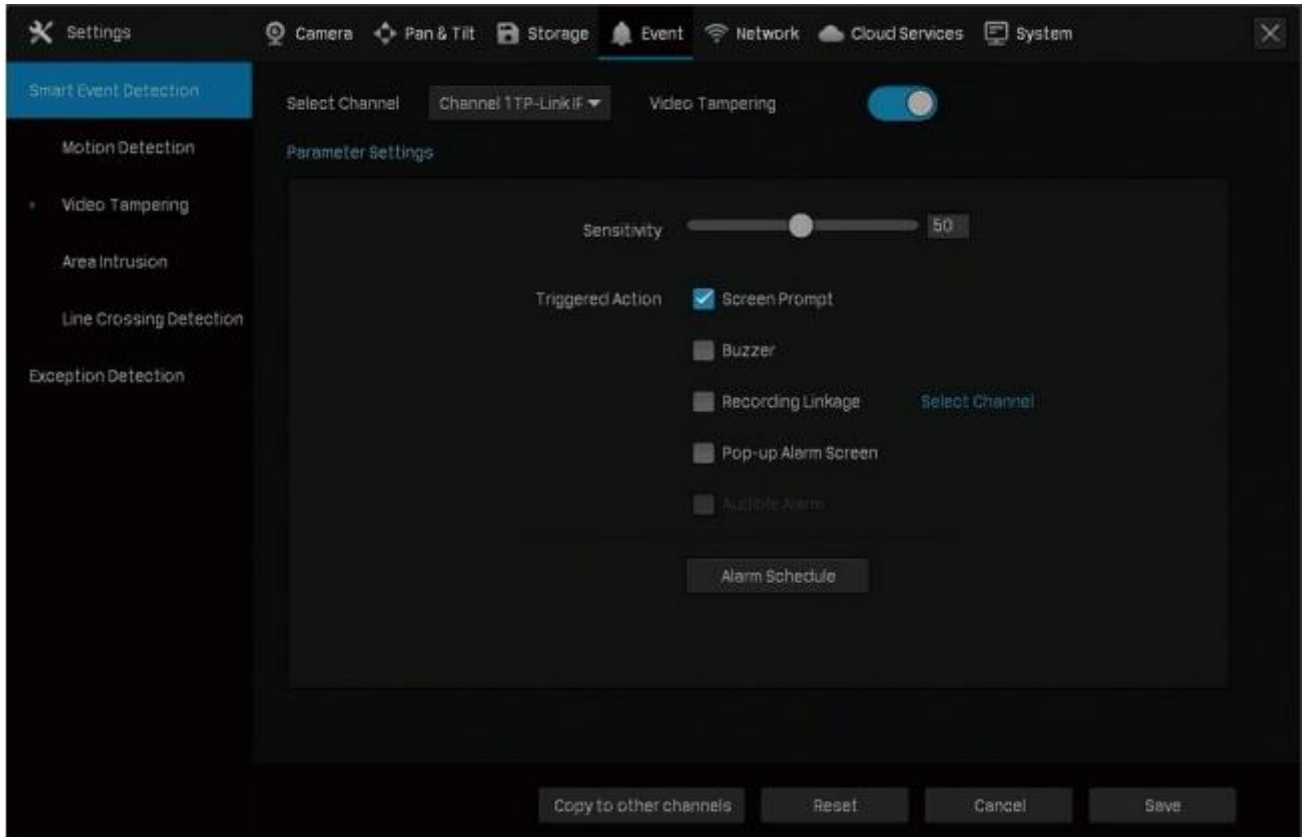 Settings
Camera Pan & Tilt Storage Event Network Cloud Services System
Smart Event Detection
Select Channel Channel 1 TP-Link IF Video Tampering
Motion Detection
Parameter Settings
Video Tampering
Sensitivity 50
Area Intrusion
Triggered Action Screen Prompt
Line Crossing Detection
Buzzer
Exception Detection
Recording Linkage Select Channel
Pop-up Alarm Screen
Audible Alarm
Alarm Schedule
Copy to other channels Reset Cancel Save